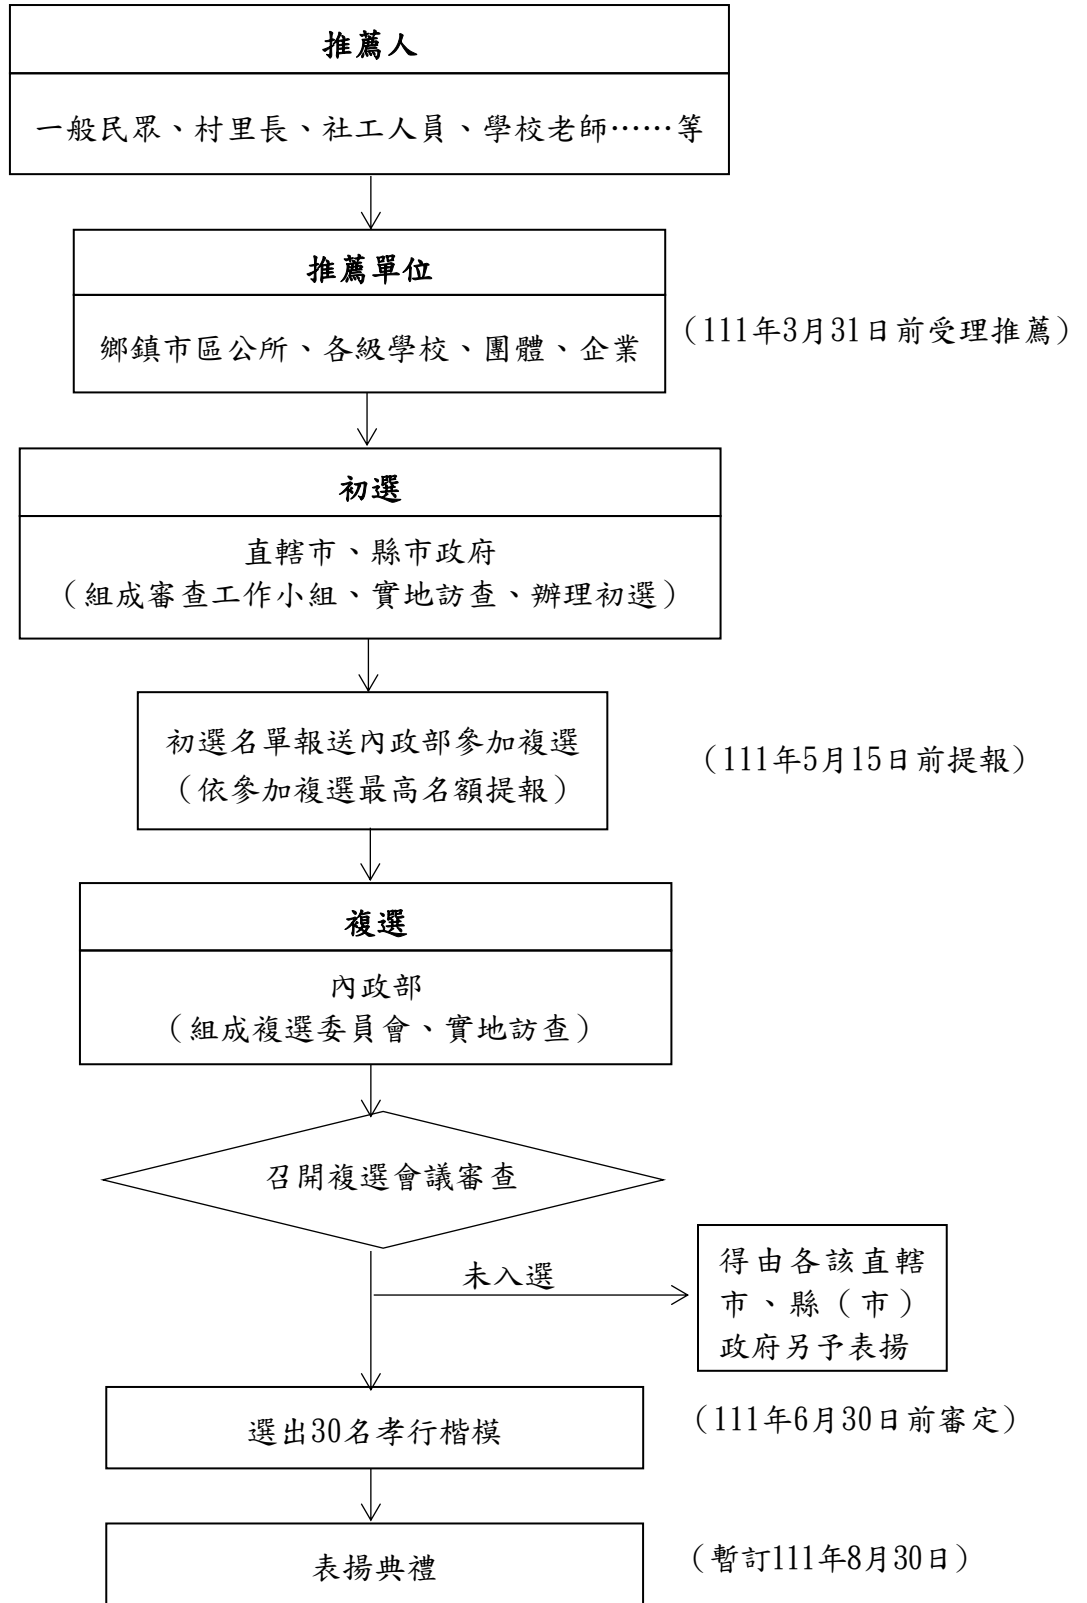 推薦人
一般民眾、村里長、社工人員、學校老師……等
推薦單位
鄉鎮市區公所、各級學校、團體、企業
（111年3月31日前受理推薦）
初選
直轄市、縣市政府
（組成審查工作小組、實地訪查、辦理初選）
初選名單報送內政部參加複選
（依參加複選最高名額提報）
（111年5月15日前提報）
複選
內政部
（組成複選委員會、實地訪查）
召開複選會議審查
未入選
得由各該直轄
市、縣（市）
政府另予表揚
選出30名孝行楷模
（111年6月30日前審定）
表揚典禮
（暫訂111年8月30日）